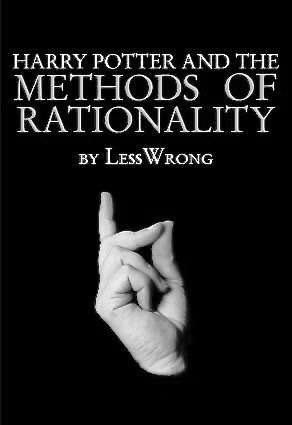 HARRY POTTER AND THE
METHODS OF
RATIONALITY
BY LESSWRONG